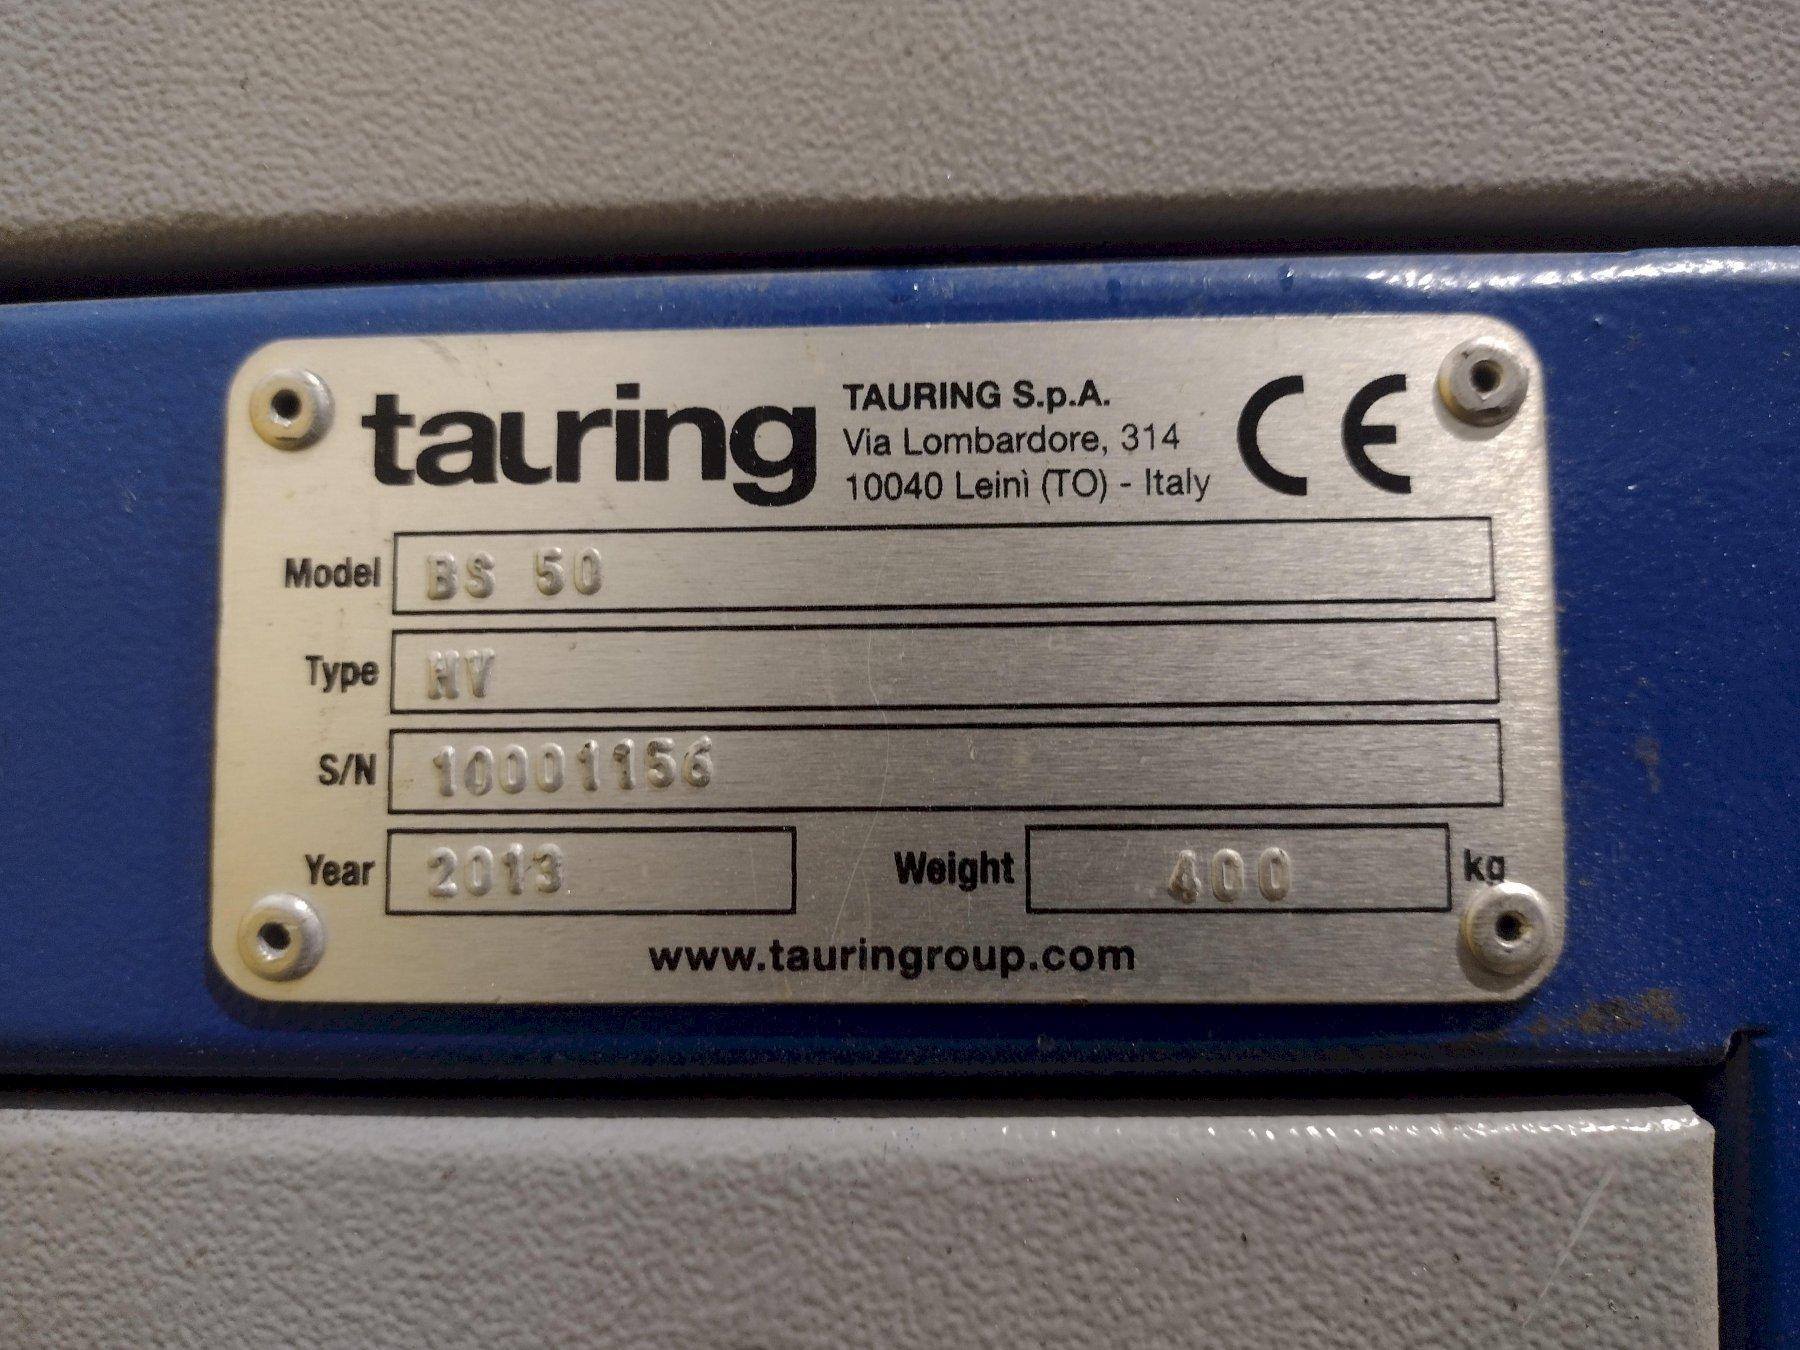 tauring
TAURING S.p.A.
Via Lombardore, 314
10040 Leinì (TO) - Italy
CE
Model BS 50
Type HV
S/N 10001156
Year 2013 Weight 400 kg
www.tauringroup.com